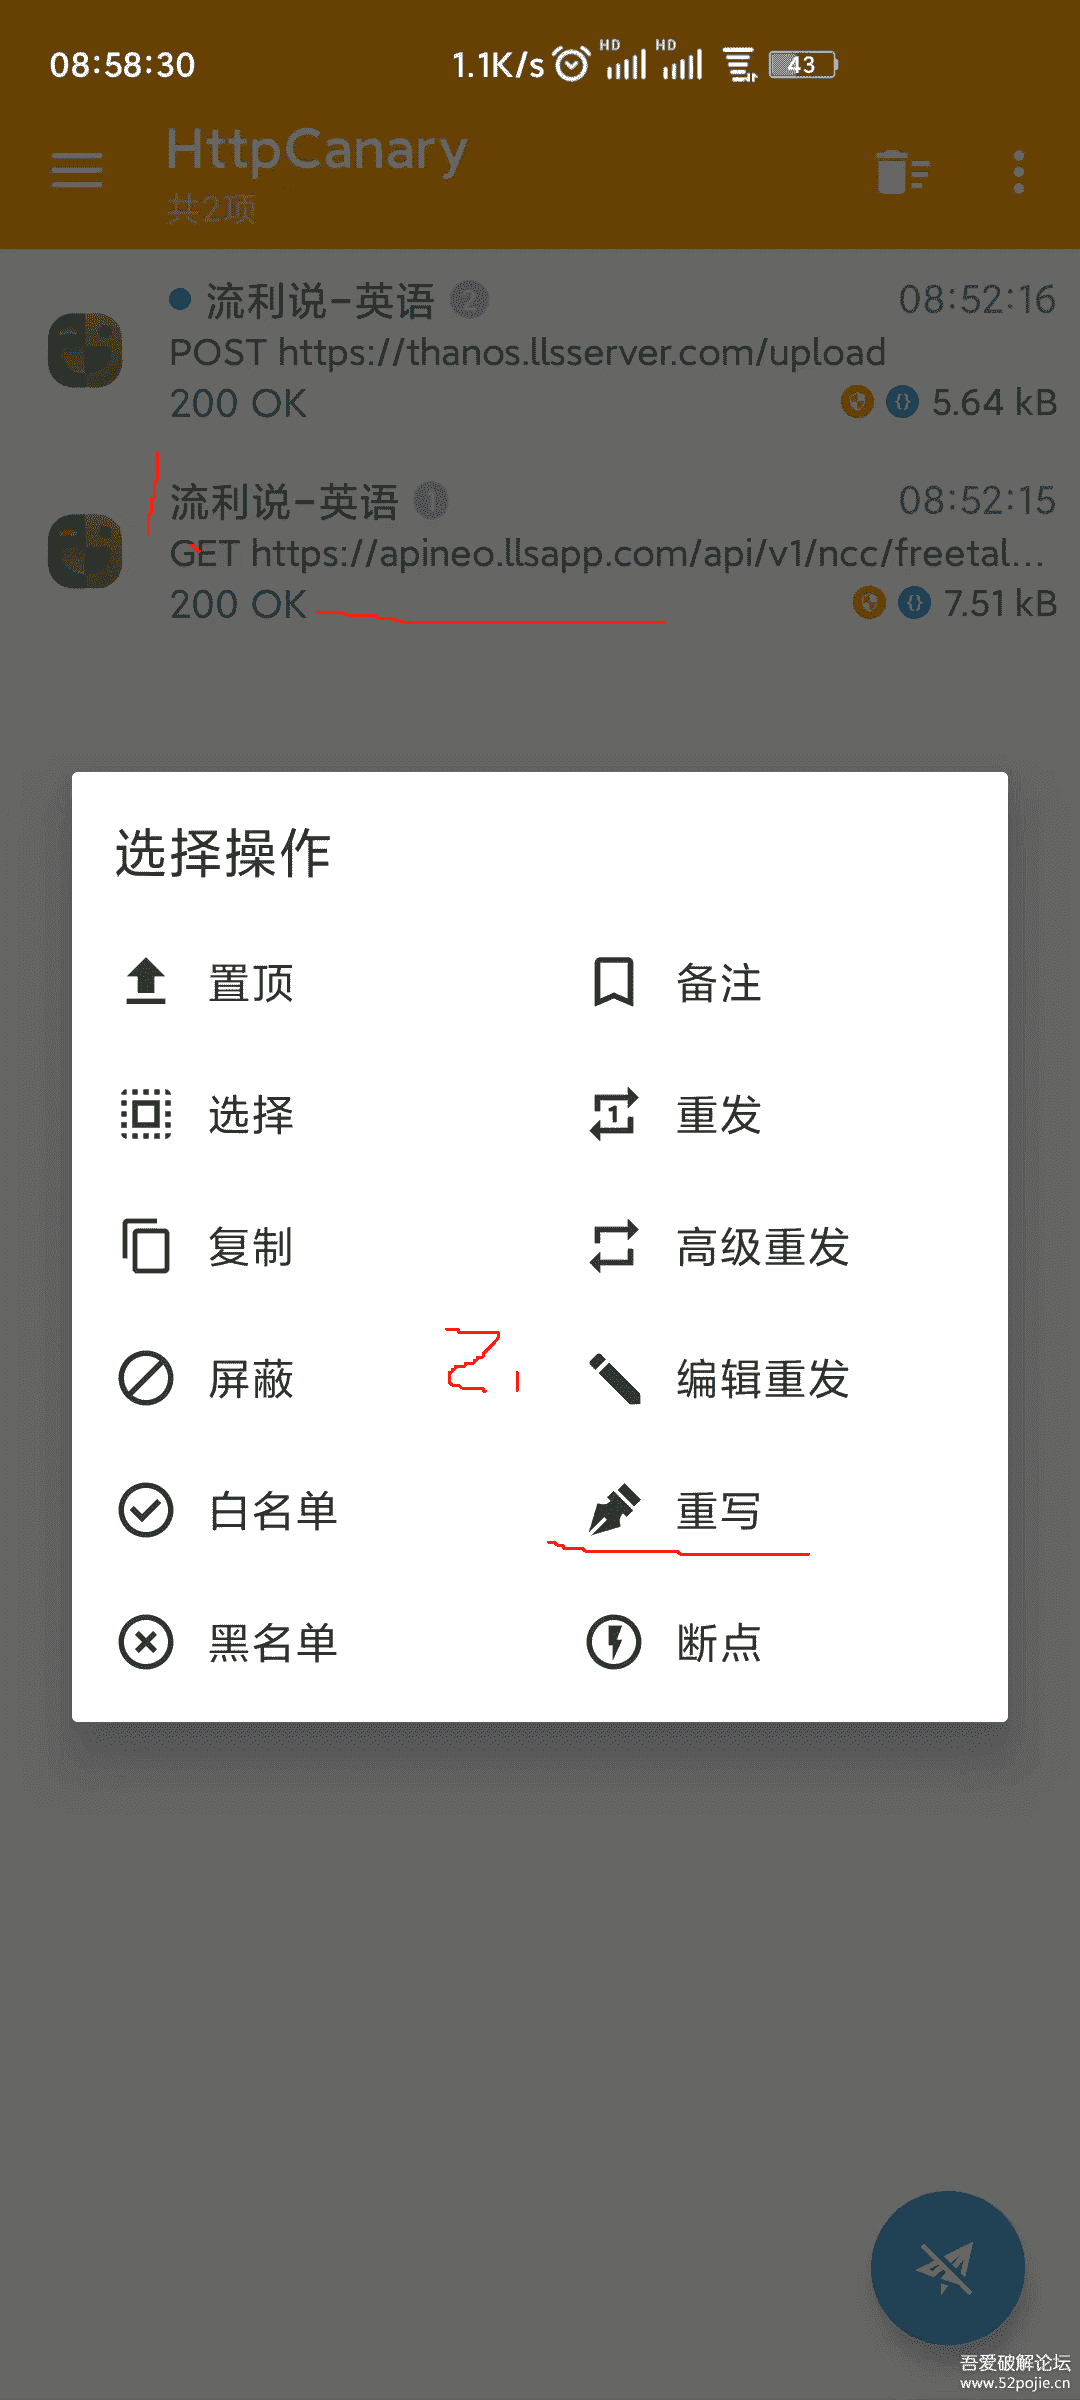 08:58:30 1.1K/s HD HD 43
HttpCanary
共2项
流利说-英语 2 08:52:16
POST https://thanos.llsserver.com/upload
200 OK {} 5.64 kB
流利说-英语 1 08:52:15
GET https://apineo.llsapp.com/api/v1/ncc/freetal...
200 OK {} 7.51 kB
选择操作
置顶 备注
选择 1 重发
复制 高级重发
屏蔽 2. 编辑重发
白名单 重写
黑名单 断点
吾爱破解论坛
www.52pojie.cn